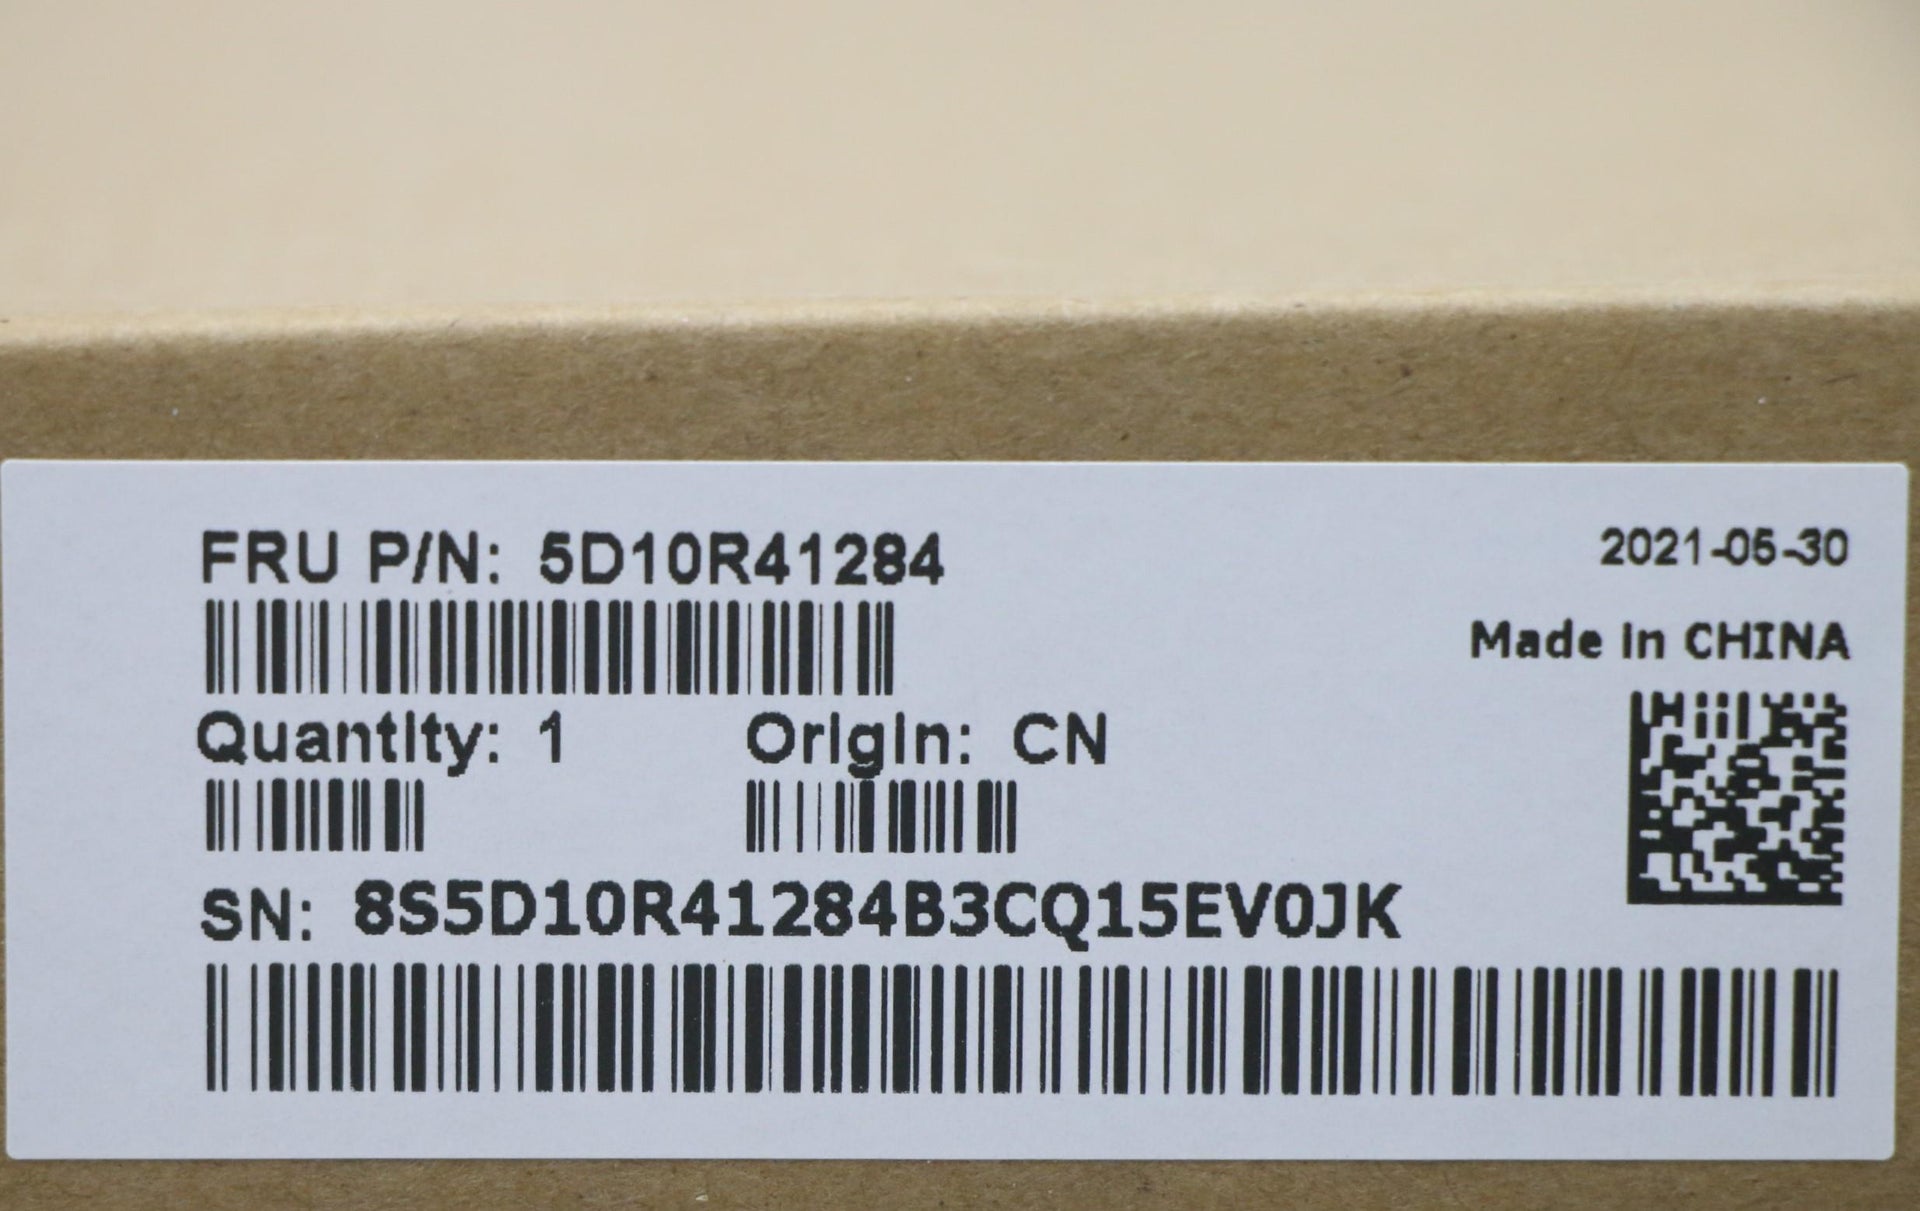 FRU P/N: 5D10R41284
2021-05-30
Made in CHINA
Quantity: 1 Origin: CN
SN: 8S5D10R41284B3CQ15EV0JK